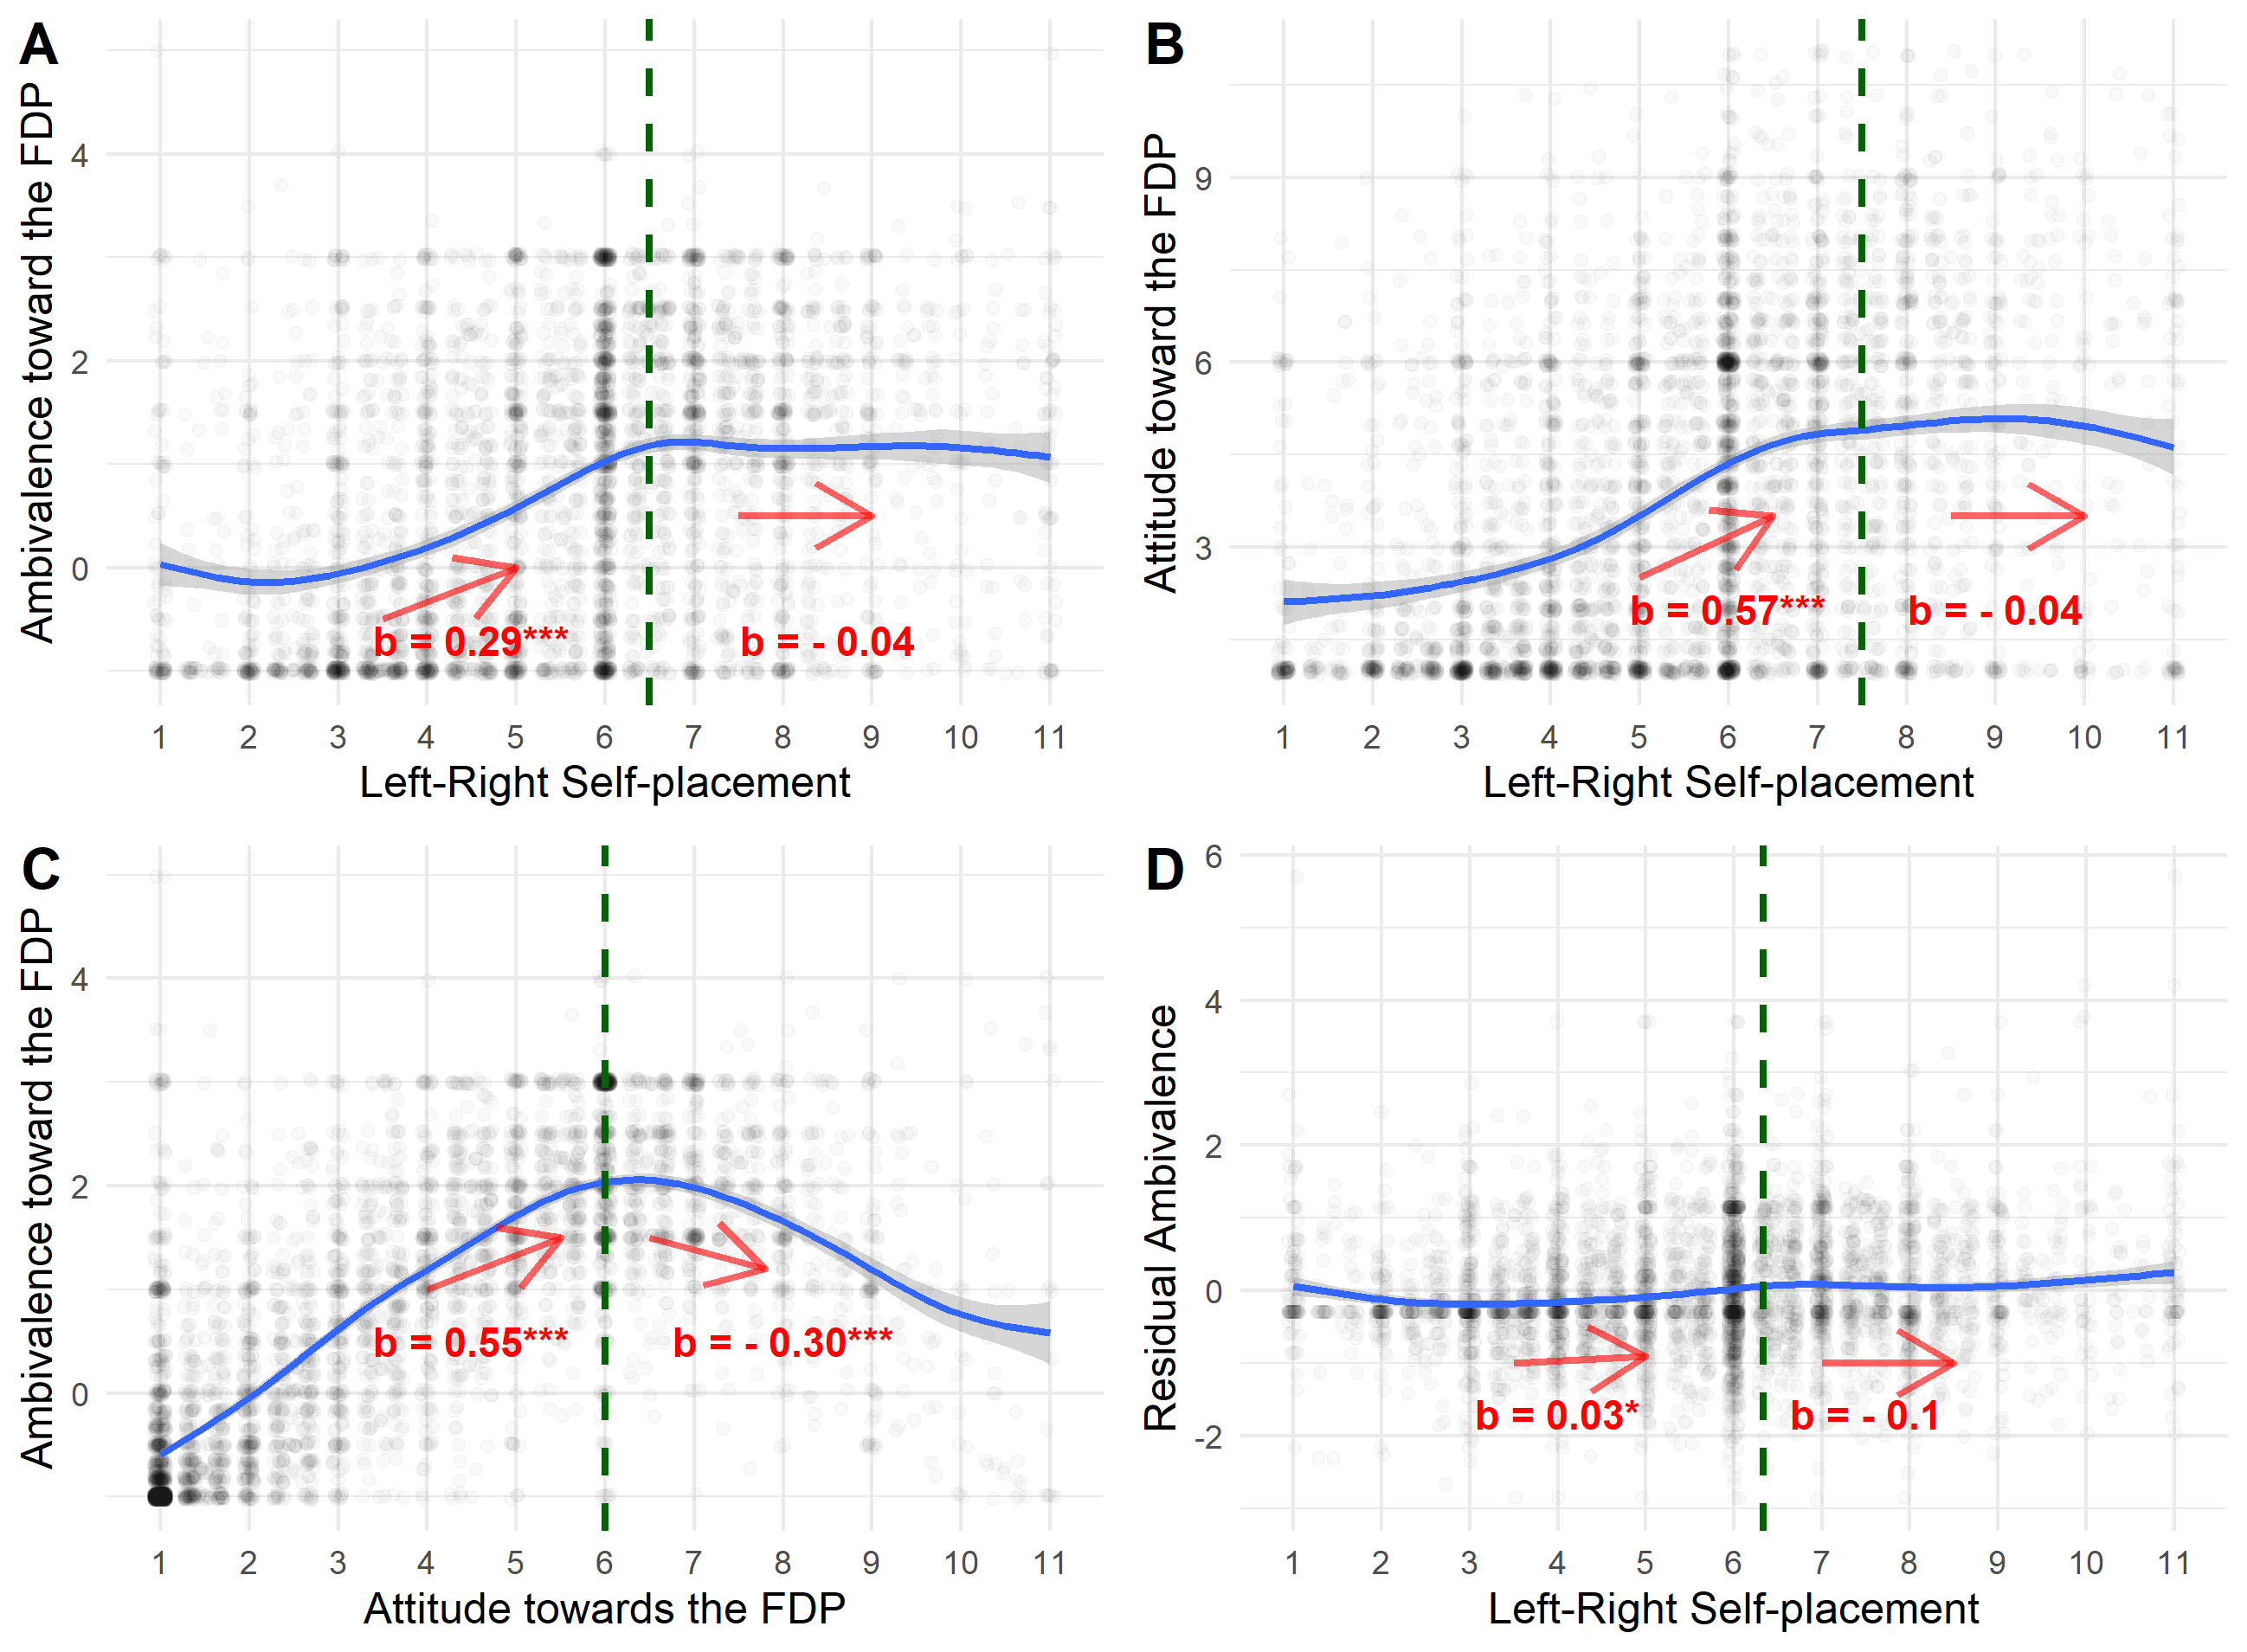 A
Ambivalence toward the FDP
4
2
0
b = 0.29***
b = - 0.04
1 2 3 4 5 6 7 8 9 10 11
Left-Right Self-placement
B
Attitude toward the FDP
9
6
3
b = 0.57***
b = - 0.04
1 2 3 4 5 6 7 8 9 10 11
Left-Right Self-placement
C
Ambivalence toward the FDP
4
2
0
b = 0.55***
b = - 0.30***
1 2 3 4 5 6 7 8 9 10 11
Attitude towards the FDP
D
Residual Ambivalence
6
4
2
0
-2
b = 0.03*
b = - 0.1
1 2 3 4 5 6 7 8 9 10 11
Left-Right Self-placement